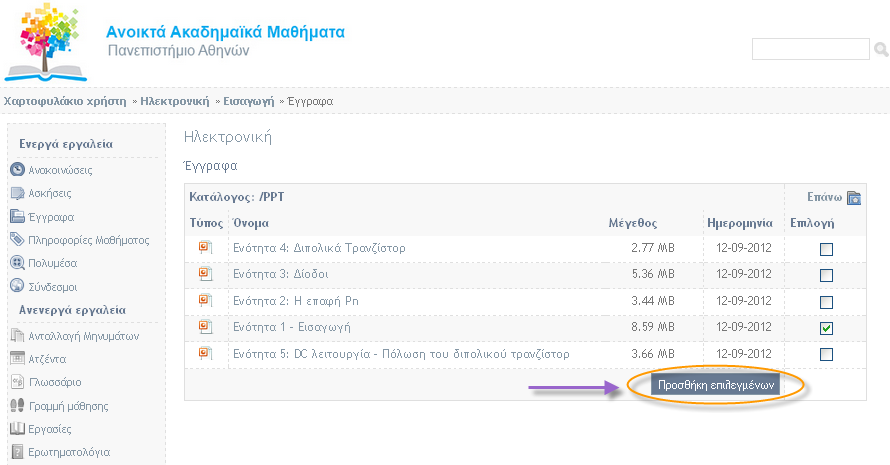 Ανοικτά Ακαδημαϊκά Μαθήματα
Πανεπιστήμιο Αθηνών
Χαρτοφυλάκιο χρήστη » Ηλεκτρονική » Εισαγωγή » Έγγραφα
Ενεργά εργαλεία
Ανακοινώσεις
Ασκήσεις
Έγγραφα
Πληροφορίες Μαθήματος
Πολυμέσα
Σύνδεσμοι
Ανενεργά εργαλεία
Ανταλλαγή Μηνυμάτων
Ατζέντα
Γλωσσάριο
Γραμμή μάθησης
Εργασίες
Ερωτηματολόγια
Ηλεκτρονική
Έγγραφα
Κατάλογος: /PPT Επάνω
Τύπος Όνομα Μέγεθος Ημερομηνία Επιλογή
Ενότητα 4: Διπολικά Τρανζίστορ 2.77 MB 12-09-2012
Ενότητα 3: Δίοδοι 5.36 MB 12-09-2012
Ενότητα 2: Η επαφή Pn 3.44 MB 12-09-2012
Ενότητα 1 - Εισαγωγή 8.59 MB 12-09-2012
Ενότητα 5: DC λειτουργία - Πόλωση του διπολικού τρανζίστορ 3.66 MB 12-09-2012
Προσθήκη επιλεγμένων